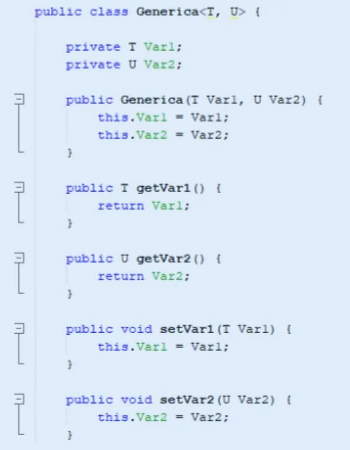 public class Generica<T, U> {
private T Var1;
private U Var2;
public Generica(T Var1, U Var2) {
this.Var1 = Var1;
this.Var2 = Var2;
}
public T getVar1() {
return Var1;
}
public U getVar2() {
return Var2;
}
public void setVar1(T Var1) {
this.Var1 = Var1;
}
public void setVar2(U Var2) {
this.Var2 = Var2;
}